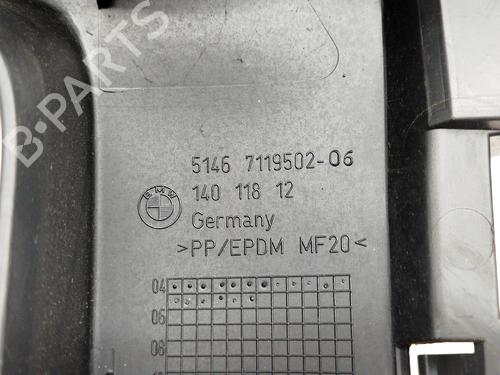 B-PARTS
5146 7119502-06
140 118 12
BMW
Germany
>PP/EPDM MF20<
04
06
08